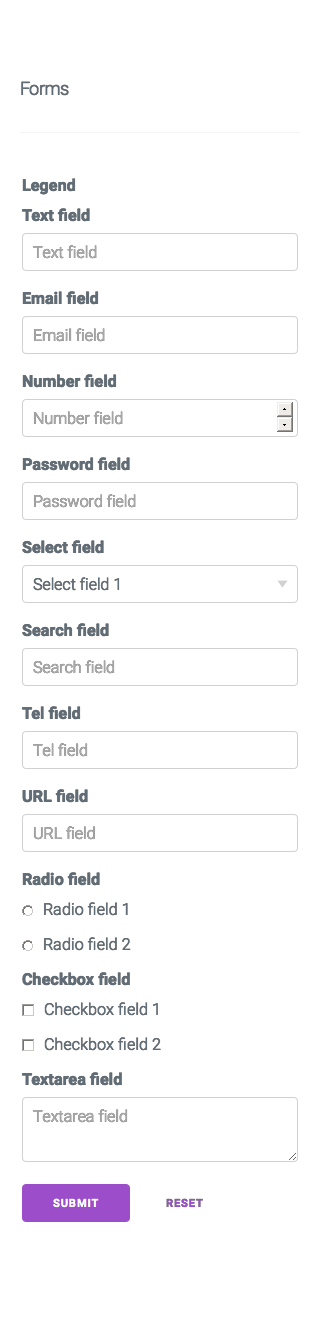 Forms
Legend
Text field
Text field
Email field
Email field
Number field
Number field
Password field
Password field
Select field
Select field 1
Search field
Search field
Tel field
Tel field
URL field
URL field
Radio field
Radio field 1
Radio field 2
Checkbox field
Checkbox field 1
Checkbox field 2
Textarea field
Textarea field
SUBMIT RESET